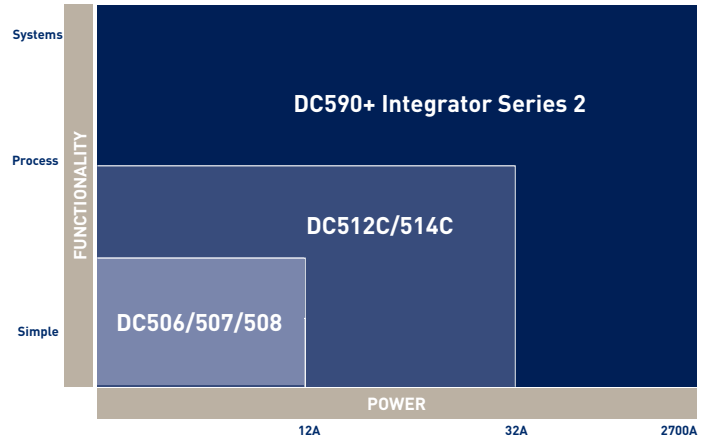 Systems
DC590+ Integrator Series 2
Process
FUNCTIONALITY
DC512C/514C
DC506/507/508
Simple
POWER
12A
32A
2700A